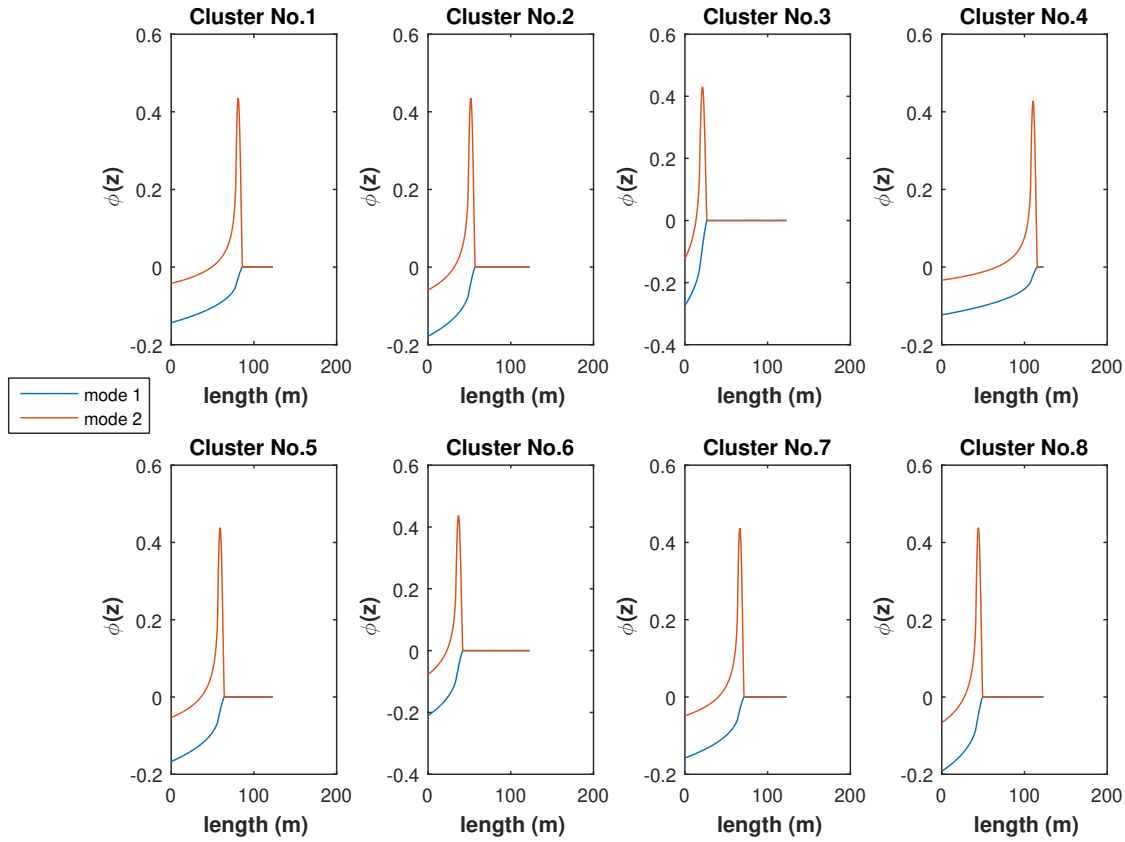 Cluster No.1 Cluster No.2 Cluster No.3 Cluster No.4
0.6 0.6 0.6 0.6
0.4 0.4 0.4 0.4
0.2 0.2 0.2 0.2
0 0 0 0
-0.2 -0.2 -0.2 -0.2
-0.4
ϕ(z) ϕ(z) ϕ(z) ϕ(z)
0 100 200 0 100 200 0 100 200 0 100 200
length (m) length (m) length (m) length (m)
mode 1
mode 2
Cluster No.5 Cluster No.6 Cluster No.7 Cluster No.8
0.6 0.6 0.6 0.6
0.4 0.4 0.4 0.4
0.2 0.2 0.2 0.2
0 0 0 0
-0.2 -0.2 -0.2 -0.2
-0.4
ϕ(z) ϕ(z) ϕ(z) ϕ(z)
0 100 200 0 100 200 0 100 200 0 100 200
length (m) length (m) length (m) length (m)